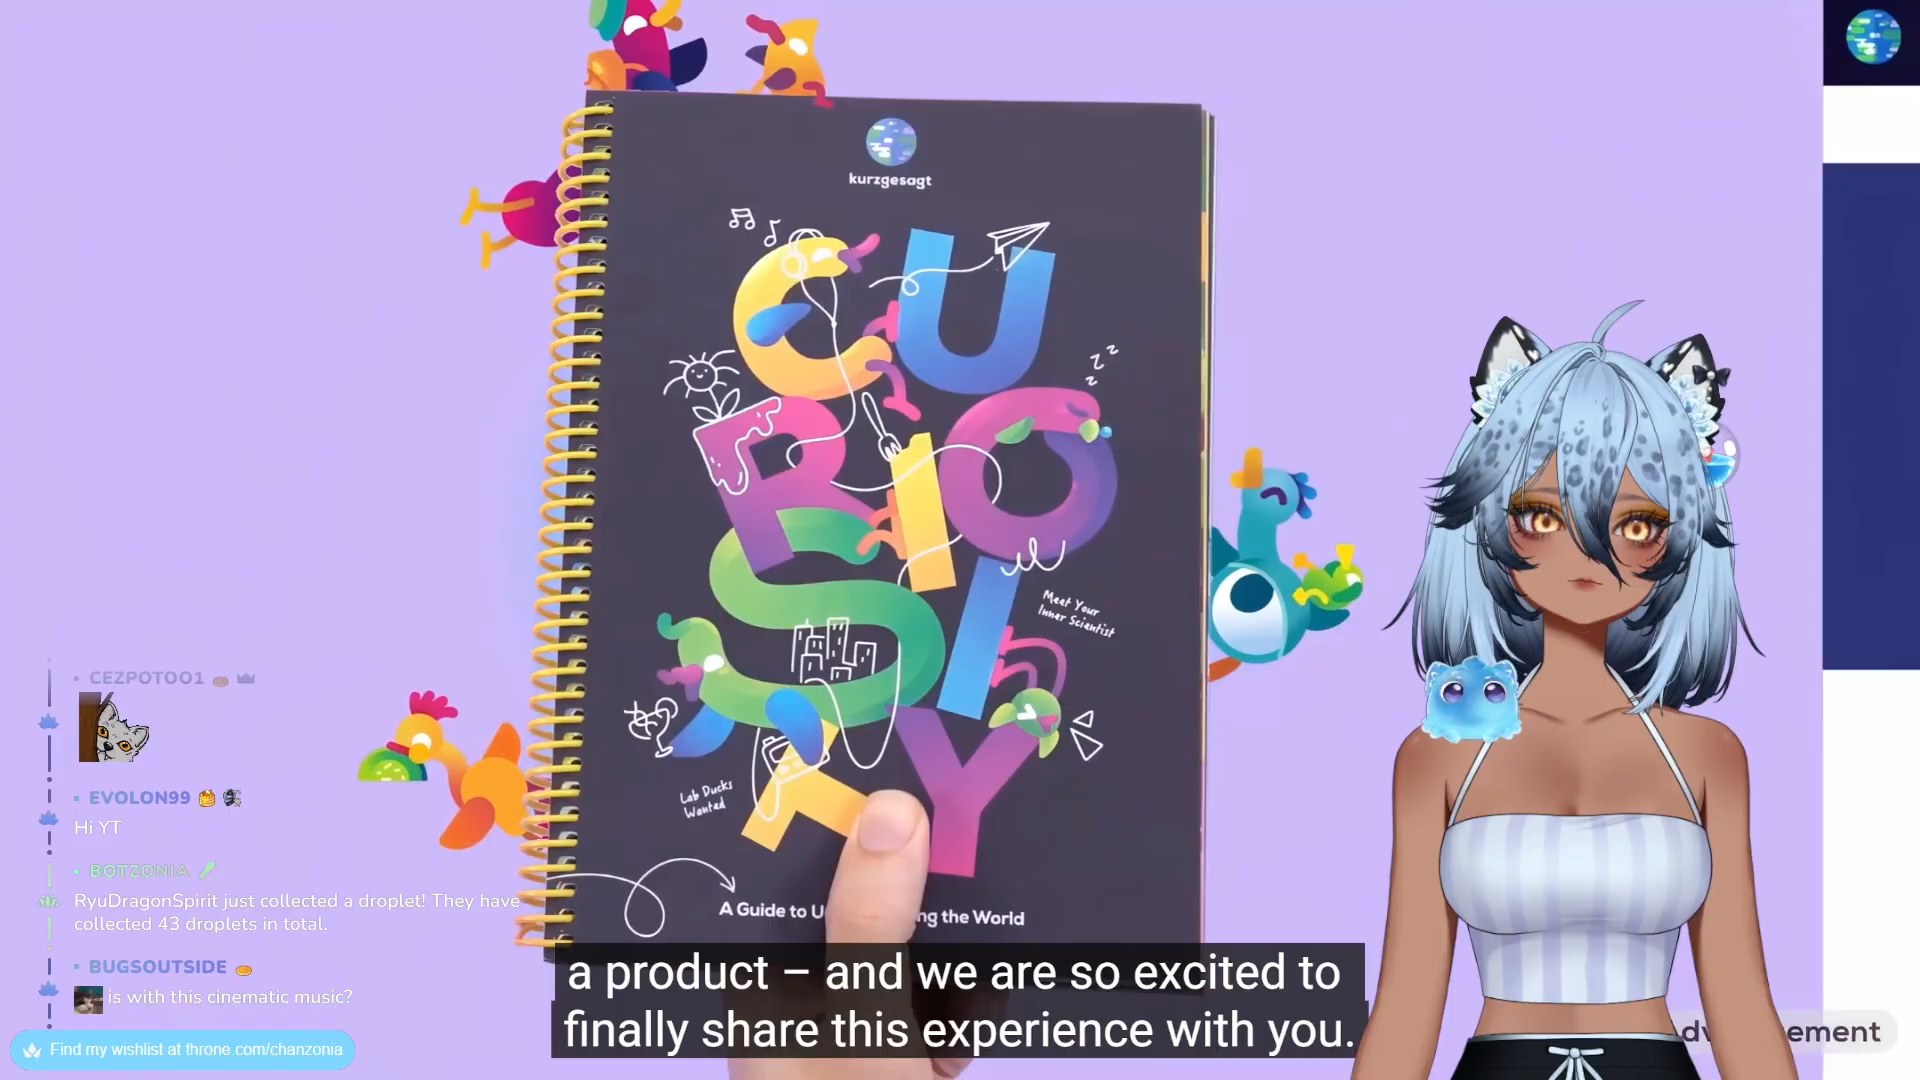 kurzgesagt
CURIOSITY
z z z
Meet Your
Inner Scientist
Lab Ducks
Wanted
A Guide to U ng the World
a product – and we are so excited to
finally share this experience with you.
CEZPOTOO1
EVOLON99
Hi YT
BOTZONIA
RyuDragonSpirit just collected a droplet! They have
collected 43 droplets in total.
BUGSOUTSIDE
is with this cinematic music?
Find my wishlist at throne.com/chanzonia